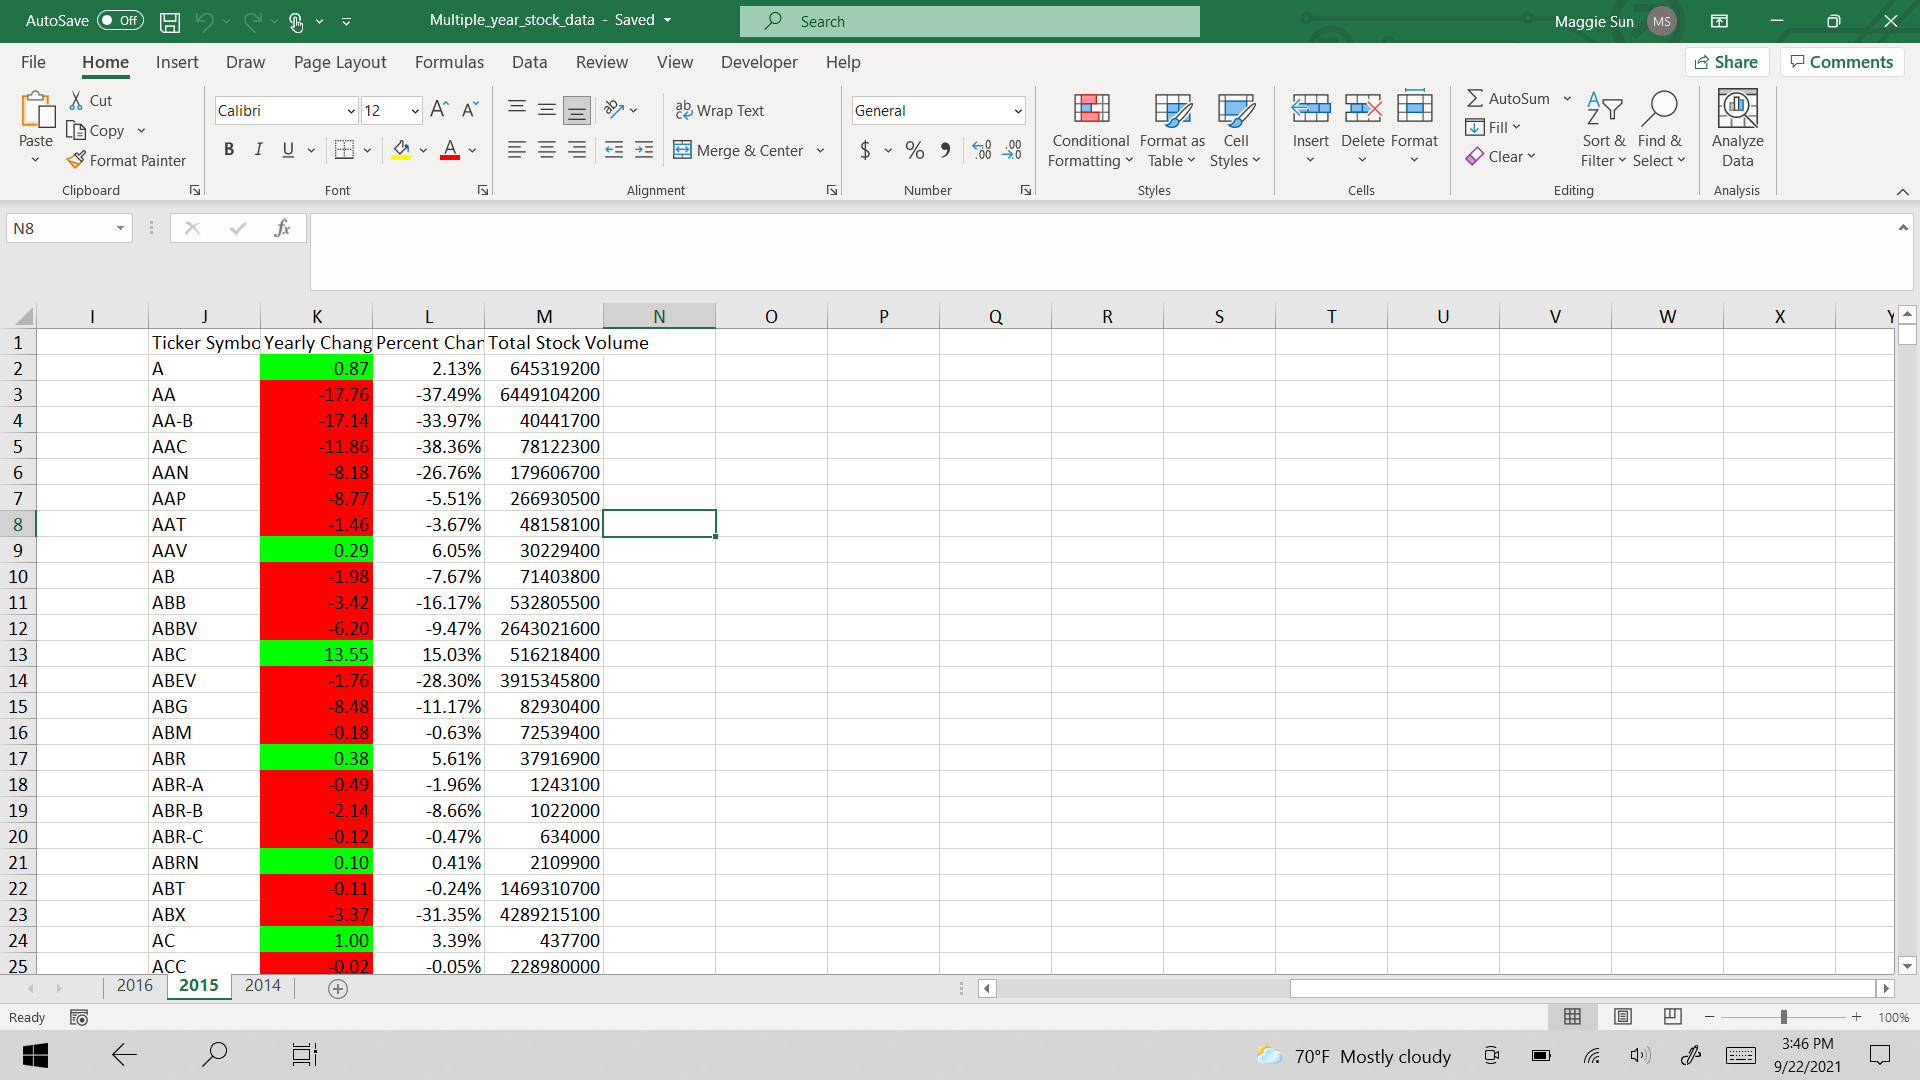 AutoSave Off Multiple_year_stock_data - Saved Search Maggie Sun MS
File Home Insert Draw Page Layout Formulas Data Review View Developer Help Share Comments
Paste Cut Copy Format Painter Clipboard
Calibri 12 B I U A A A Font
ab Wrap Text Merge & Center Alignment
General $ % , Number
Conditional Formatting Format as Table Cell Styles Styles
Insert Delete Format Cells
AutoSum Fill Clear Sort & Filter Find & Select Editing
Analyze Data Analysis
N8 fx
I J K L M N O P Q R S T U V W X Y
1 Ticker Symbo Yearly Chang Percent Chan Total Stock Volume
2 A 0.87 2.13% 645319200
3 AA -17.76 -37.49% 6449104200
4 AA-B -17.14 -33.97% 40441700
5 AAC -11.86 -38.36% 78122300
6 AAN -8.18 -26.76% 179606700
7 AAP -8.77 -5.51% 266930500
8 AAT -1.46 -3.67% 48158100
9 AAV 0.29 6.05% 30229400
10 AB -1.98 -7.67% 71403800
11 ABB -3.42 -16.17% 532805500
12 ABBV -6.20 -9.47% 2643021600
13 ABC 13.55 15.03% 516218400
14 ABEV -1.76 -28.30% 3915345800
15 ABG -8.48 -11.17% 82930400
16 ABM -0.18 -0.63% 72539400
17 ABR 0.38 5.61% 37916900
18 ABR-A -0.49 -1.96% 1243100
19 ABR-B -2.14 -8.66% 1022000
20 ABR-C -0.12 -0.47% 634000
21 ABRN 0.10 0.41% 2109900
22 ABT -0.11 -0.24% 1469310700
23 ABX -3.37 -31.35% 4289215100
24 AC 1.00 3.39% 437700
25 ACC -0.02 -0.05% 228980000
2016 2015 2014
Ready 100%
70°F Mostly cloudy 3:46 PM
9/22/2021